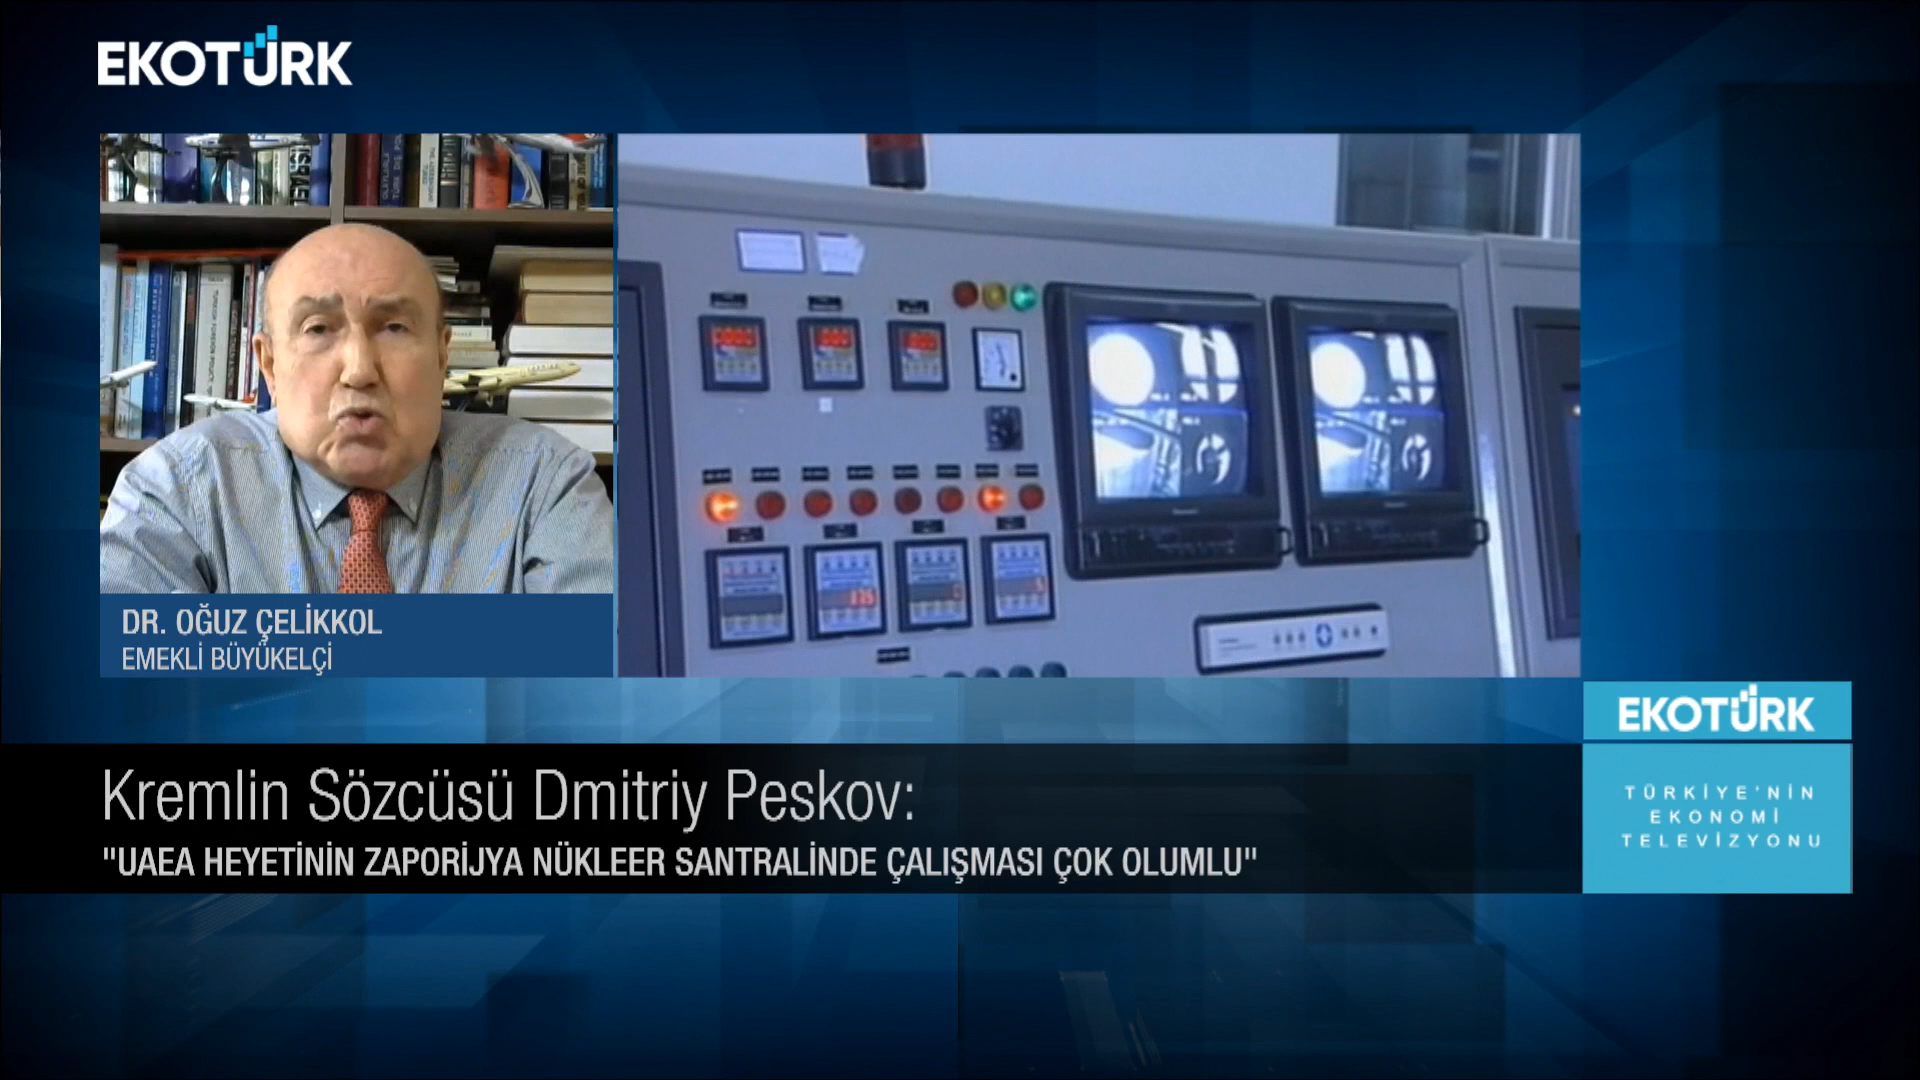 EKOTÜRK
DR. OĞUZ ÇELİKKOL
EMEKLİ BÜYÜKELÇİ
EKOTÜRK
TÜRKİYE'NİN
EKONOMİ
TELEVİZYONU
Kremlin Sözcüsü Dmitriy Peskov:
"UAEA HEYETİNİN ZAPORİJYA NÜKLEER SANTRALİNDE ÇALIŞMASI ÇOK OLUMLU"